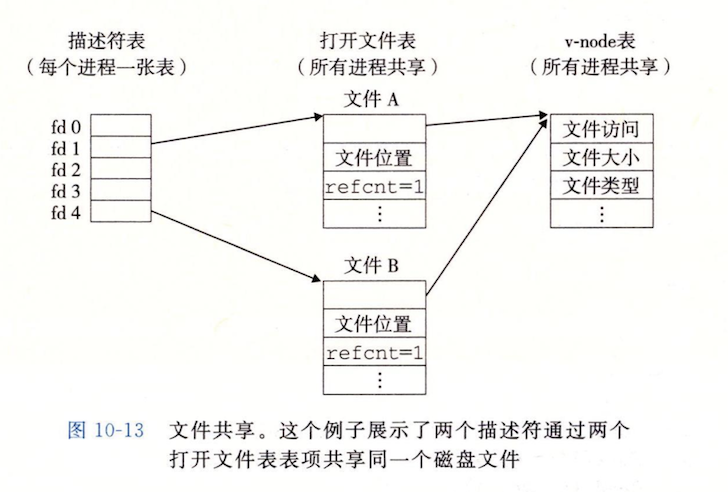 描述符表
(每个进程一张表)
打开文件表
(所有进程共享)
v-node表
(所有进程共享)
fd 0
fd 1
fd 2
fd 3
fd 4
文件 A
文件位置
refcnt=1
⋮
文件 B
文件位置
refcnt=1
⋮
文件访问
文件大小
文件类型
⋮
图 10-13 文件共享。这个例子展示了两个描述符通过两个
打开文件表表项共享同一个磁盘文件